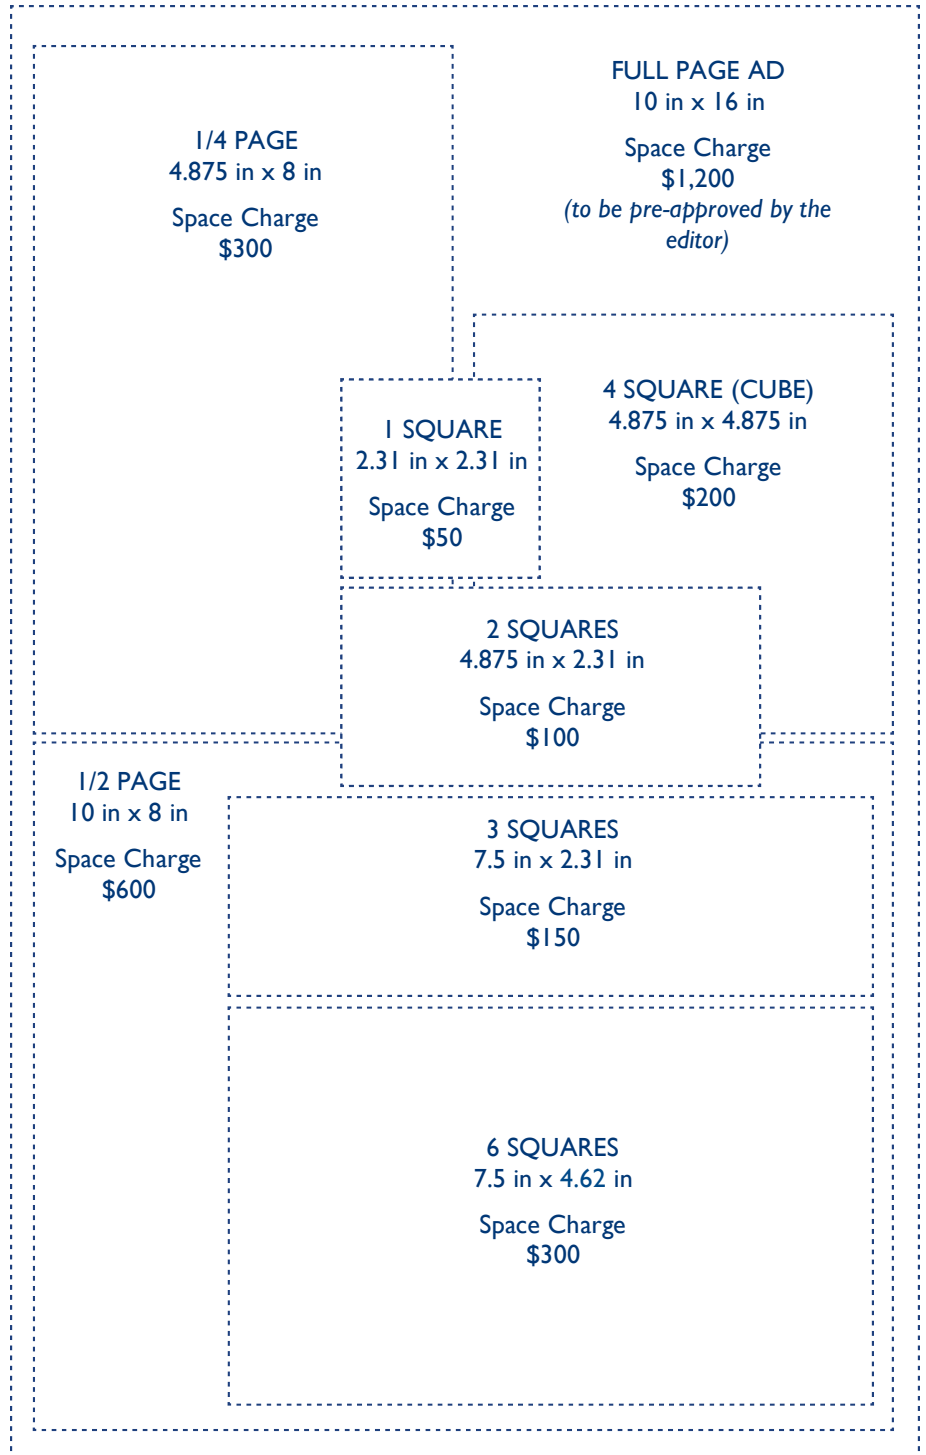 FULL PAGE AD
10 in x 16 in
Space Charge
$1,200
(to be pre-approved by the
editor)
1/4 PAGE
4.875 in x 8 in
Space Charge
$300
4 SQUARE (CUBE)
4.875 in x 4.875 in
Space Charge
$200
1 SQUARE
2.31 in x 2.31 in
Space Charge
$50
2 SQUARES
4.875 in x 2.31 in
Space Charge
$100
1/2 PAGE
10 in x 8 in
Space Charge
$600
3 SQUARES
7.5 in x 2.31 in
Space Charge
$150
6 SQUARES
7.5 in x 4.62 in
Space Charge
$300